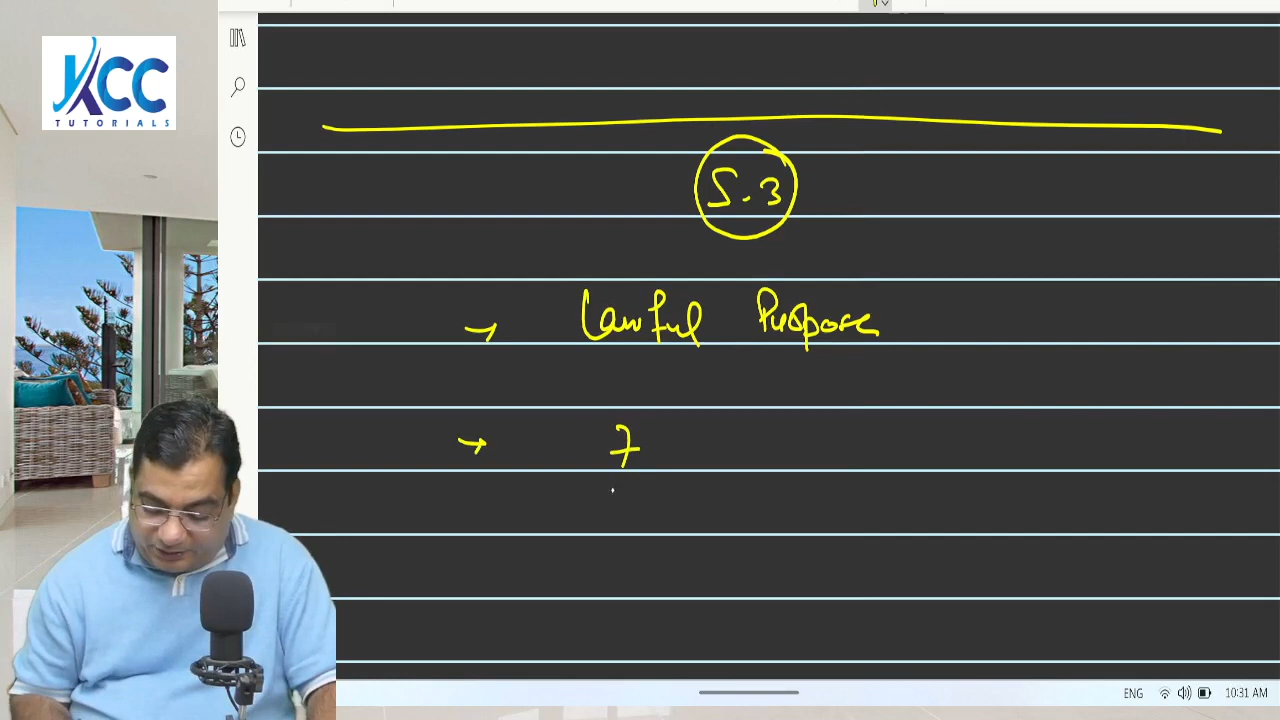 KCC
TUTORIALS
S.3
→ Lawful Purpose
→ 7
ENG 10:31 AM